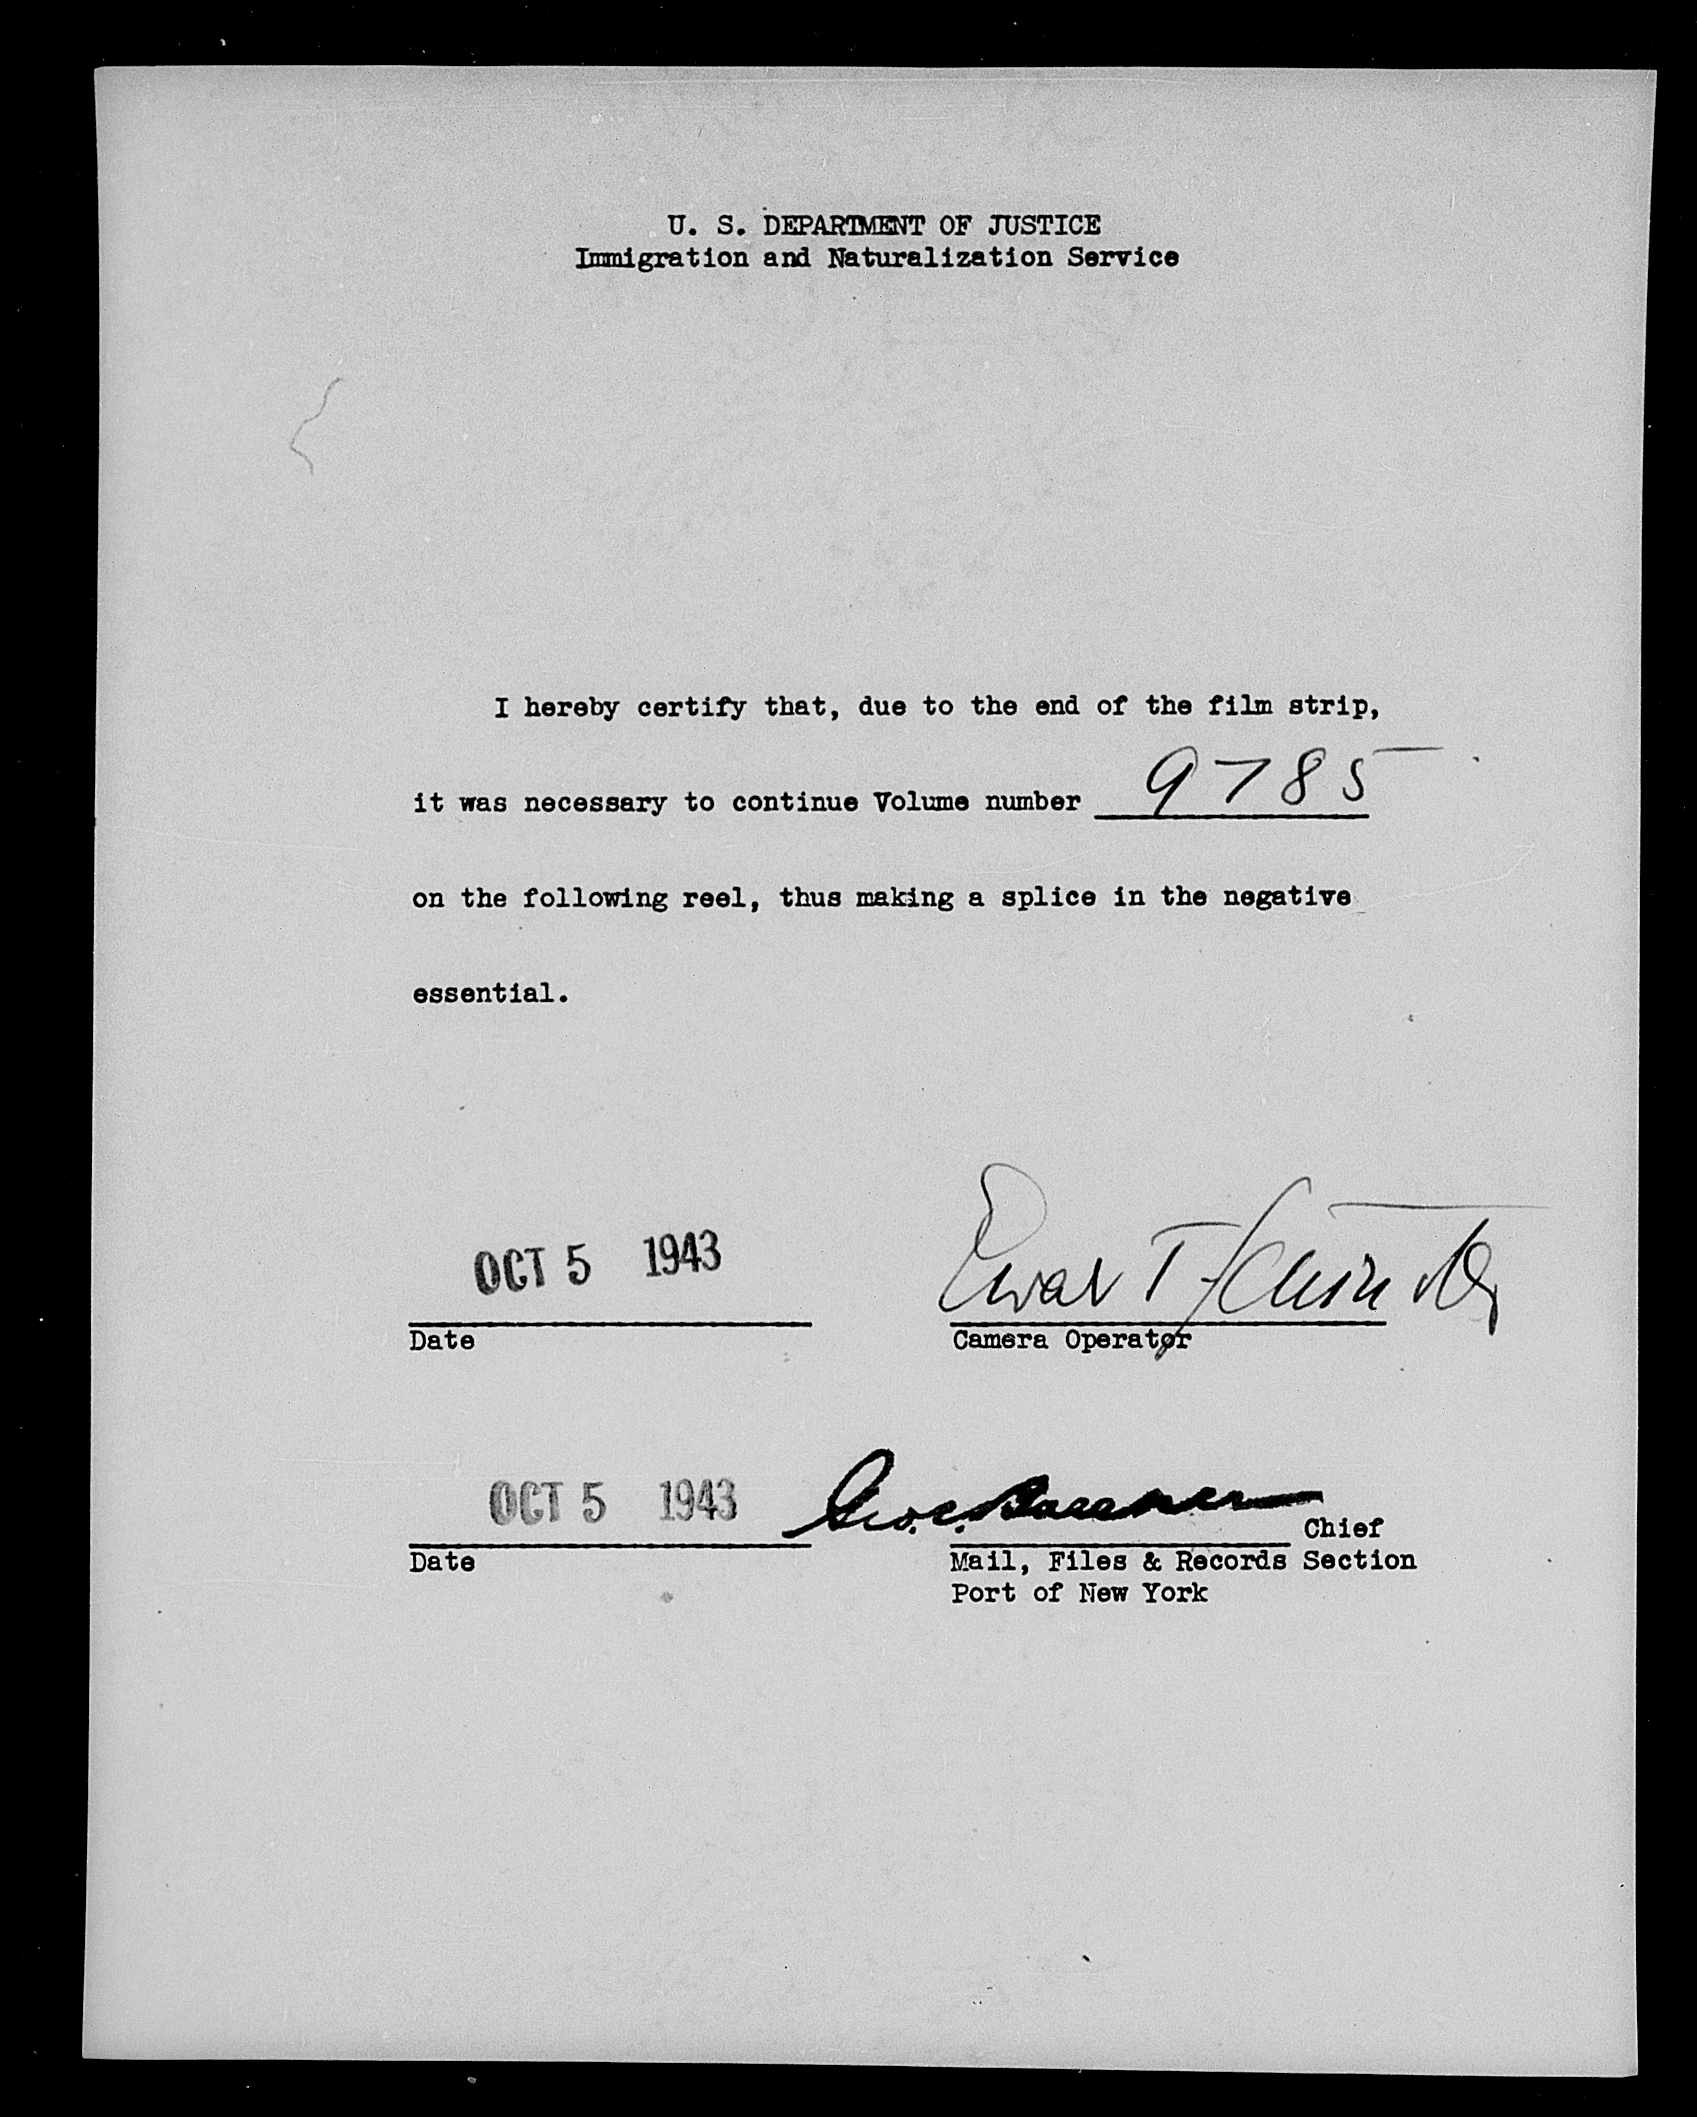 U. S. DEPARTMENT OF JUSTICE
Immigration and Naturalization Service
I hereby certify that, due to the end of the film strip,
it was necessary to continue Volume number 9785
on the following reel, thus making a splice in the negative
essential.
OCT 5 1943
Date
Camera Operator
OCT 5 1943
Geo. C.
Chief
Date
Mail, Files & Records Section
Port of New York